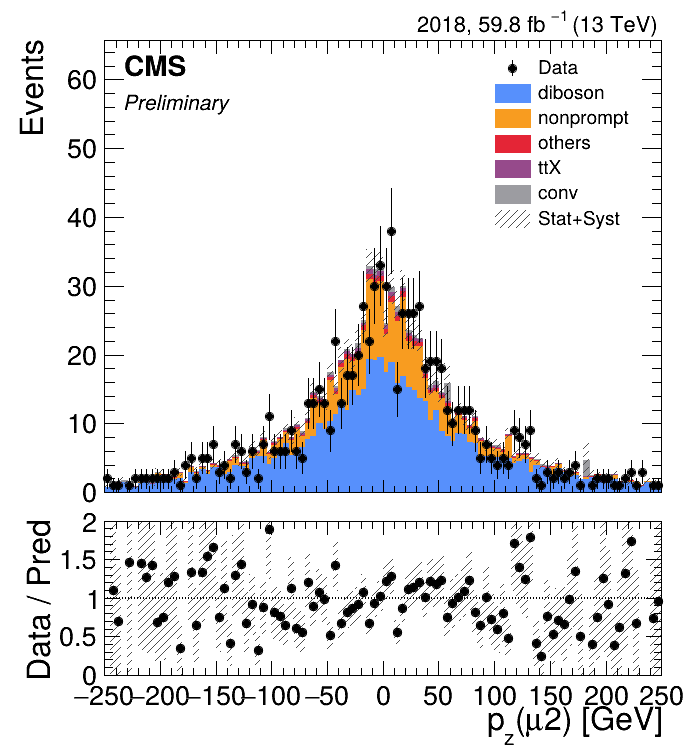 2018, 59.8 fb⁻¹ (13 TeV)
CMS
Preliminary
Events
60
50
40
30
20
10
0
Data
diboson
nonprompt
others
ttX
conv
Stat+Syst
Data / Pred
2
1.5
1
0.5
0
−250 −200 −150 −100 −50 0 50 100 150 200 250
p_z(μ2) [GeV]